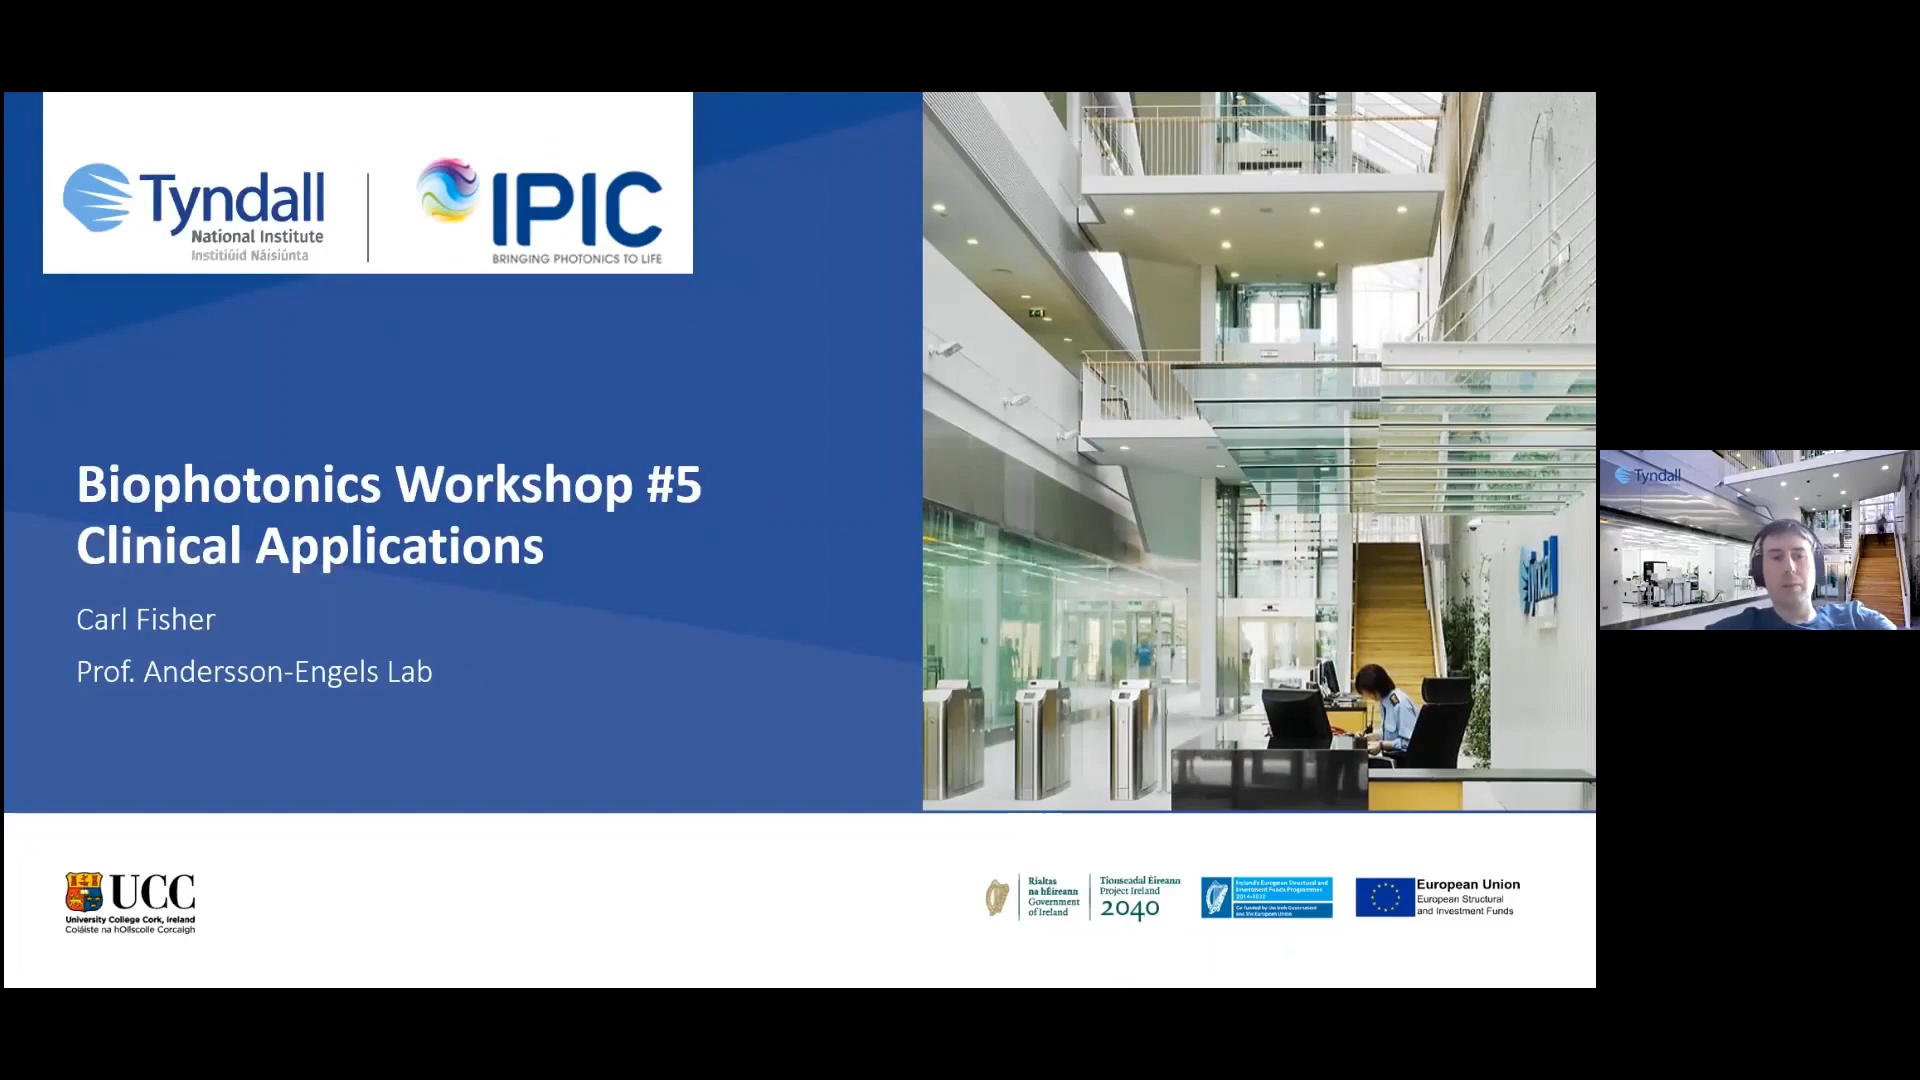 Tyndall
National Institute
Institiúid Náisiúnta
IPIC
BRINGING PHOTONICS TO LIFE
Biophotonics Workshop #5
Clinical Applications
Carl Fisher
Prof. Andersson-Engels Lab
tyndall
Tyndall
UCC
University College Cork, Ireland
Coláiste na hOllscoile Corcaigh
Rialtas
na hÉireann
Government
of Ireland
Tionscadal Éireann
Project Ireland
2040
Ireland's European Structural and
Investment Funds Programmes
2014-2020
Co-funded by the Irish Government
and the European Union
European Union
European Structural
and Investment Funds